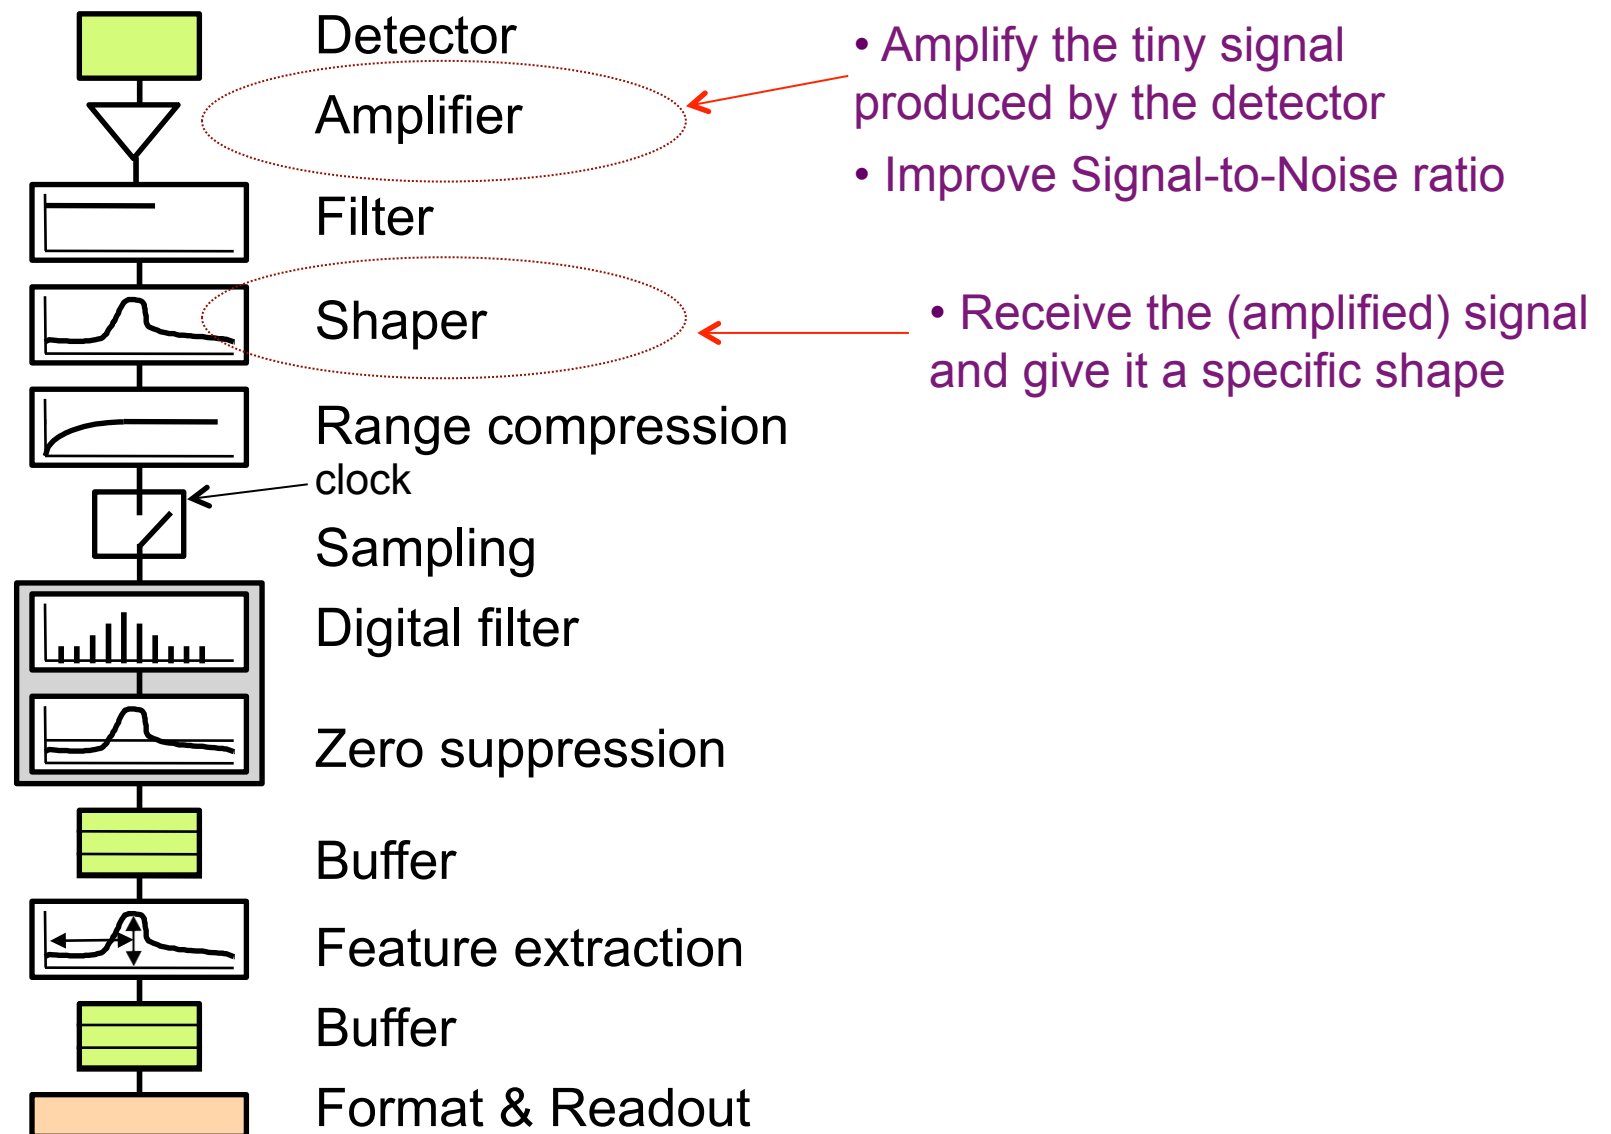 Detector
Amplifier
• Amplify the tiny signal
produced by the detector
• Improve Signal-to-Noise ratio
Filter
Shaper
• Receive the (amplified) signal
and give it a specific shape
Range compression
clock
Sampling
Digital filter
Zero suppression
Buffer
Feature extraction
Buffer
Format & Readout